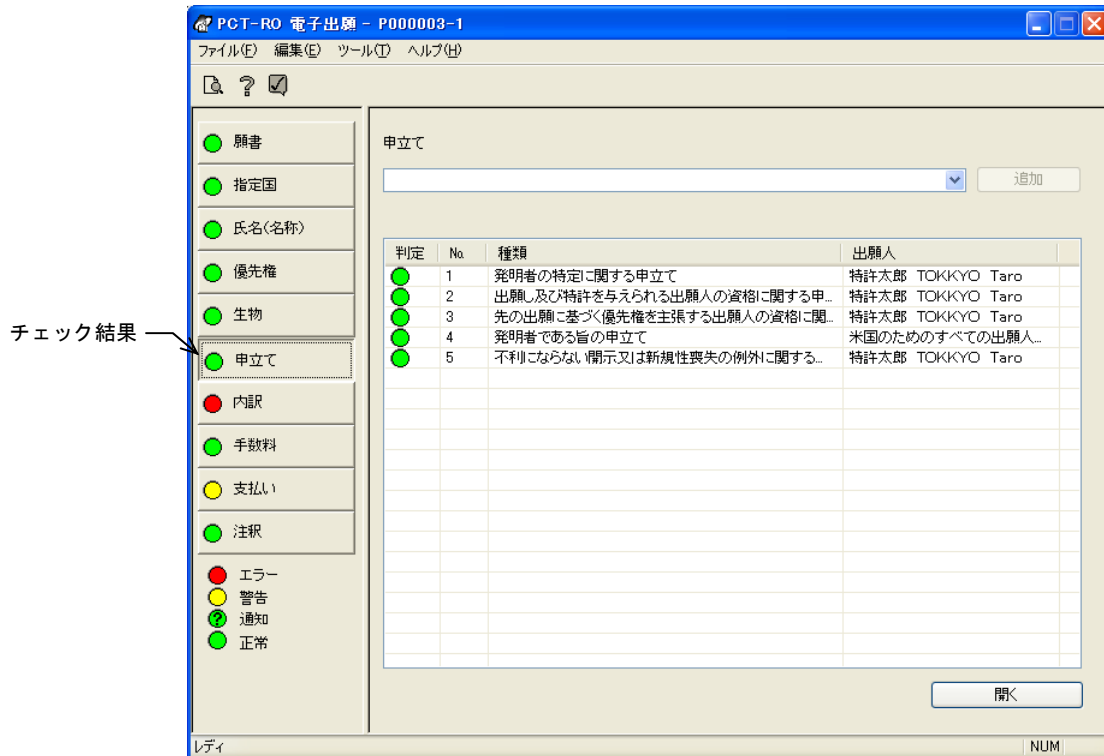 PCT-RO 電子出願 - P000003-1
ファイル(F) 編集(E) ツール(T) ヘルプ(H)
願書
指定国
氏名(名称)
優先権
生物
チェック結果
申立て
内訳
手数料
支払い
注釈
エラー
警告
通知
正常
申立て
追加
判定 No. 種類 出願人
1 発明者の特定に関する申立て 特許太郎 TOKKYO Taro
2 出願し及び特許を与えられる出願人の資格に関する申... 特許太郎 TOKKYO Taro
3 先の出願に基づく優先権を主張する出願人の資格に関... 特許太郎 TOKKYO Taro
4 発明者である旨の申立て 米国のためのすべての出願人...
5 不利にならない開示又は新規性喪失の例外に関する... 特許太郎 TOKKYO Taro
開く
レディ NUM